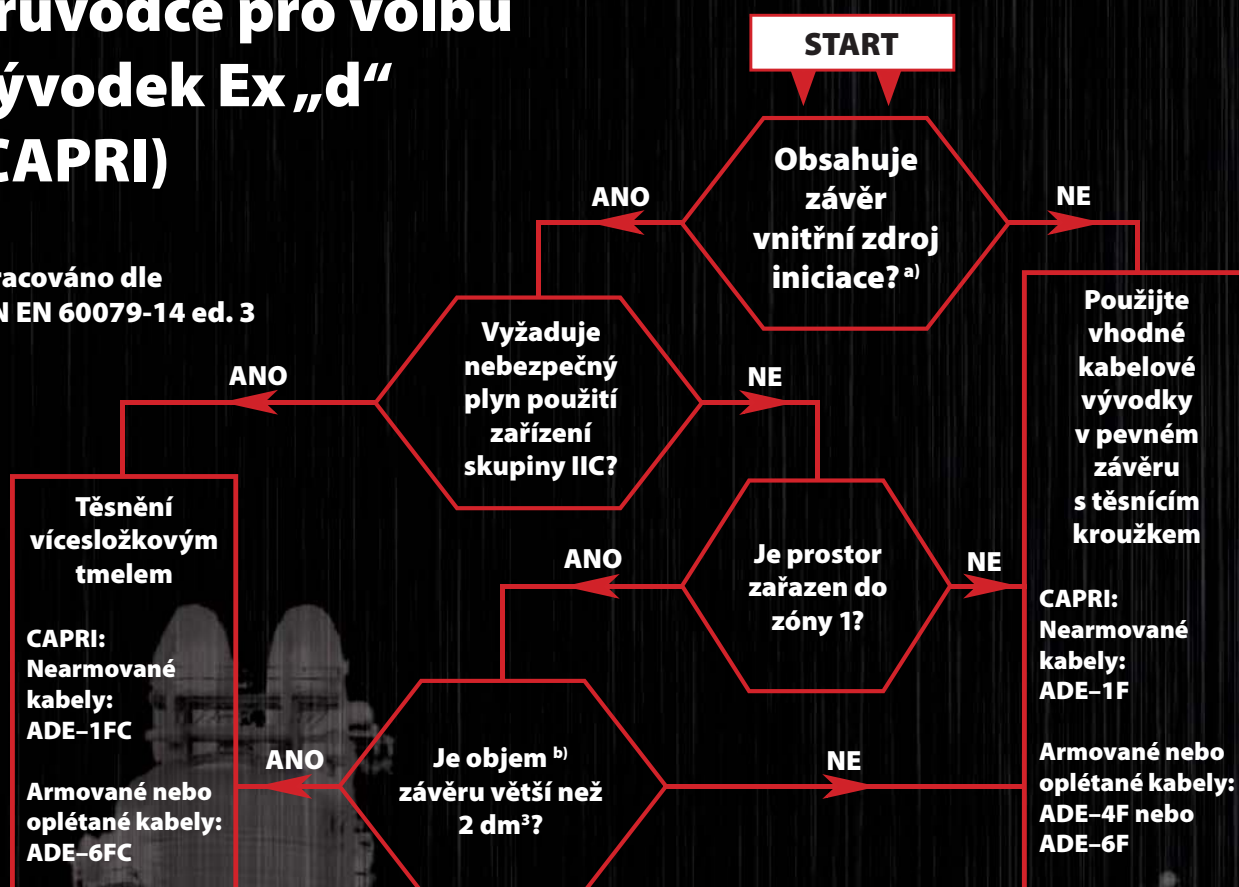 růvodce pro volbu
ývodek Ex „d“
CAPRI)
racováno dle
N EN 60079-14 ed. 3
START
Obsahuje
závěr
vnitřní zdroj
iniciace? a)
ANO
NE
Vyžaduje
nebezpečný
plyn použití
zařízení
skupiny IIC?
ANO
NE
Použijte
vhodné
kabelové
vývodky
v pevném
závěru
s těsnícím
kroužkem
CAPRI:
Nearmované
kabely:
ADE–1F
Armované nebo
oplétané kabely:
ADE–4F nebo
ADE–6F
Těsnění
vícesložkovým
tmelem
CAPRI:
Nearmované
kabely:
ADE–1FC
Armované nebo
oplétané kabely:
ADE–6FC
Je prostor
zařazen do
zóny 1?
ANO
NE
Je objem b)
závěru větší než
2 dm³?
ANO
NE